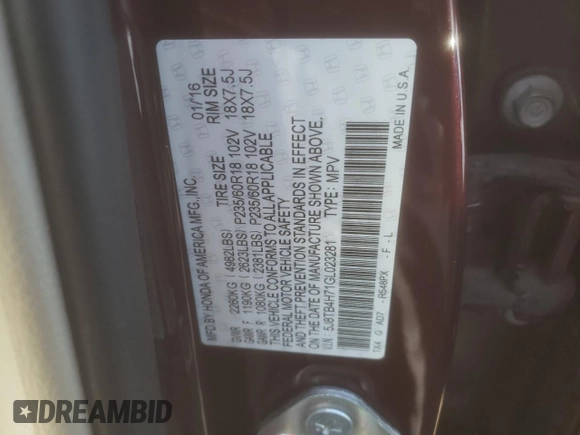 MFD.BY HONDA OF AMERICA MFG., INC. 01/16
TIRE SIZE RIM SIZE
GVWR 2260KG ( 4982LBS)
GAWR F 1190KG ( 2623LBS) P235/60R18 102V 18X7.5J
GAWR R 1080KG ( 2381LBS) P235/60R18 102V 18X7.5J
THIS VEHICLE CONFORMS TO ALL APPLICABLE
FEDERAL MOTOR VEHICLE SAFETY
AND THEFT PREVENTION STANDARDS IN EFFECT
ON THE DATE OF MANUFACTURE SHOWN ABOVE.
V.I.N.: 5J8TB4H71GL023281 TYPE: MPV
TX4 G AD7 - R548PX - F - L
MADE IN U.S.A.
DREAMBID